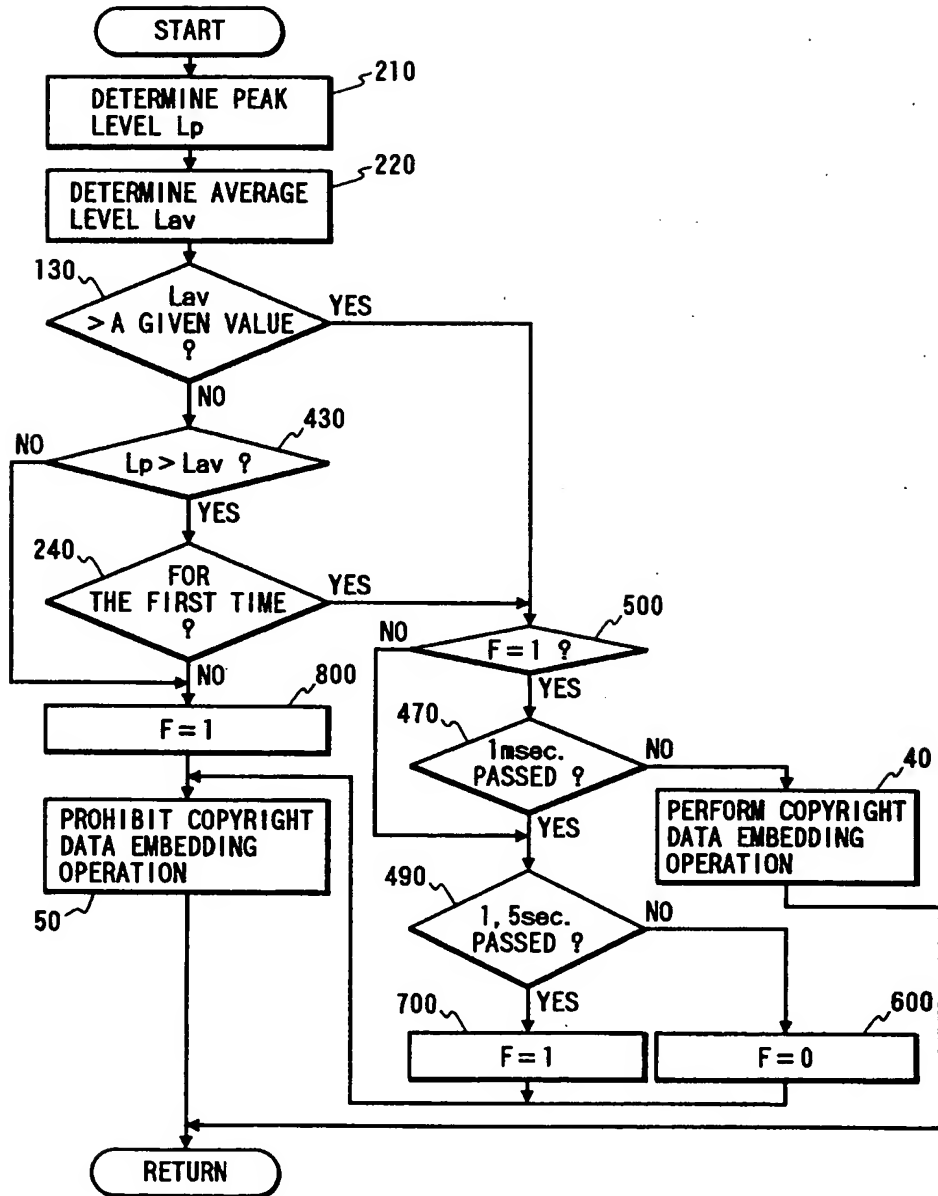 START
210
DETERMINE PEAK
LEVEL Lp
220
DETERMINE AVERAGE
LEVEL Lav
130
Lav
> A GIVEN VALUE
?
YES
NO
430
NO
Lp > Lav ?
YES
240
FOR
THE FIRST TIME
?
YES
NO
500
NO
F = 1 ?
YES
800
F = 1
470
1msec.
PASSED ?
NO
YES
40
PERFORM COPYRIGHT
DATA EMBEDDING
OPERATION
PROHIBIT COPYRIGHT
DATA EMBEDDING
OPERATION
50
490
1, 5sec.
PASSED ?
NO
YES
700
F = 1
600
F = 0
RETURN